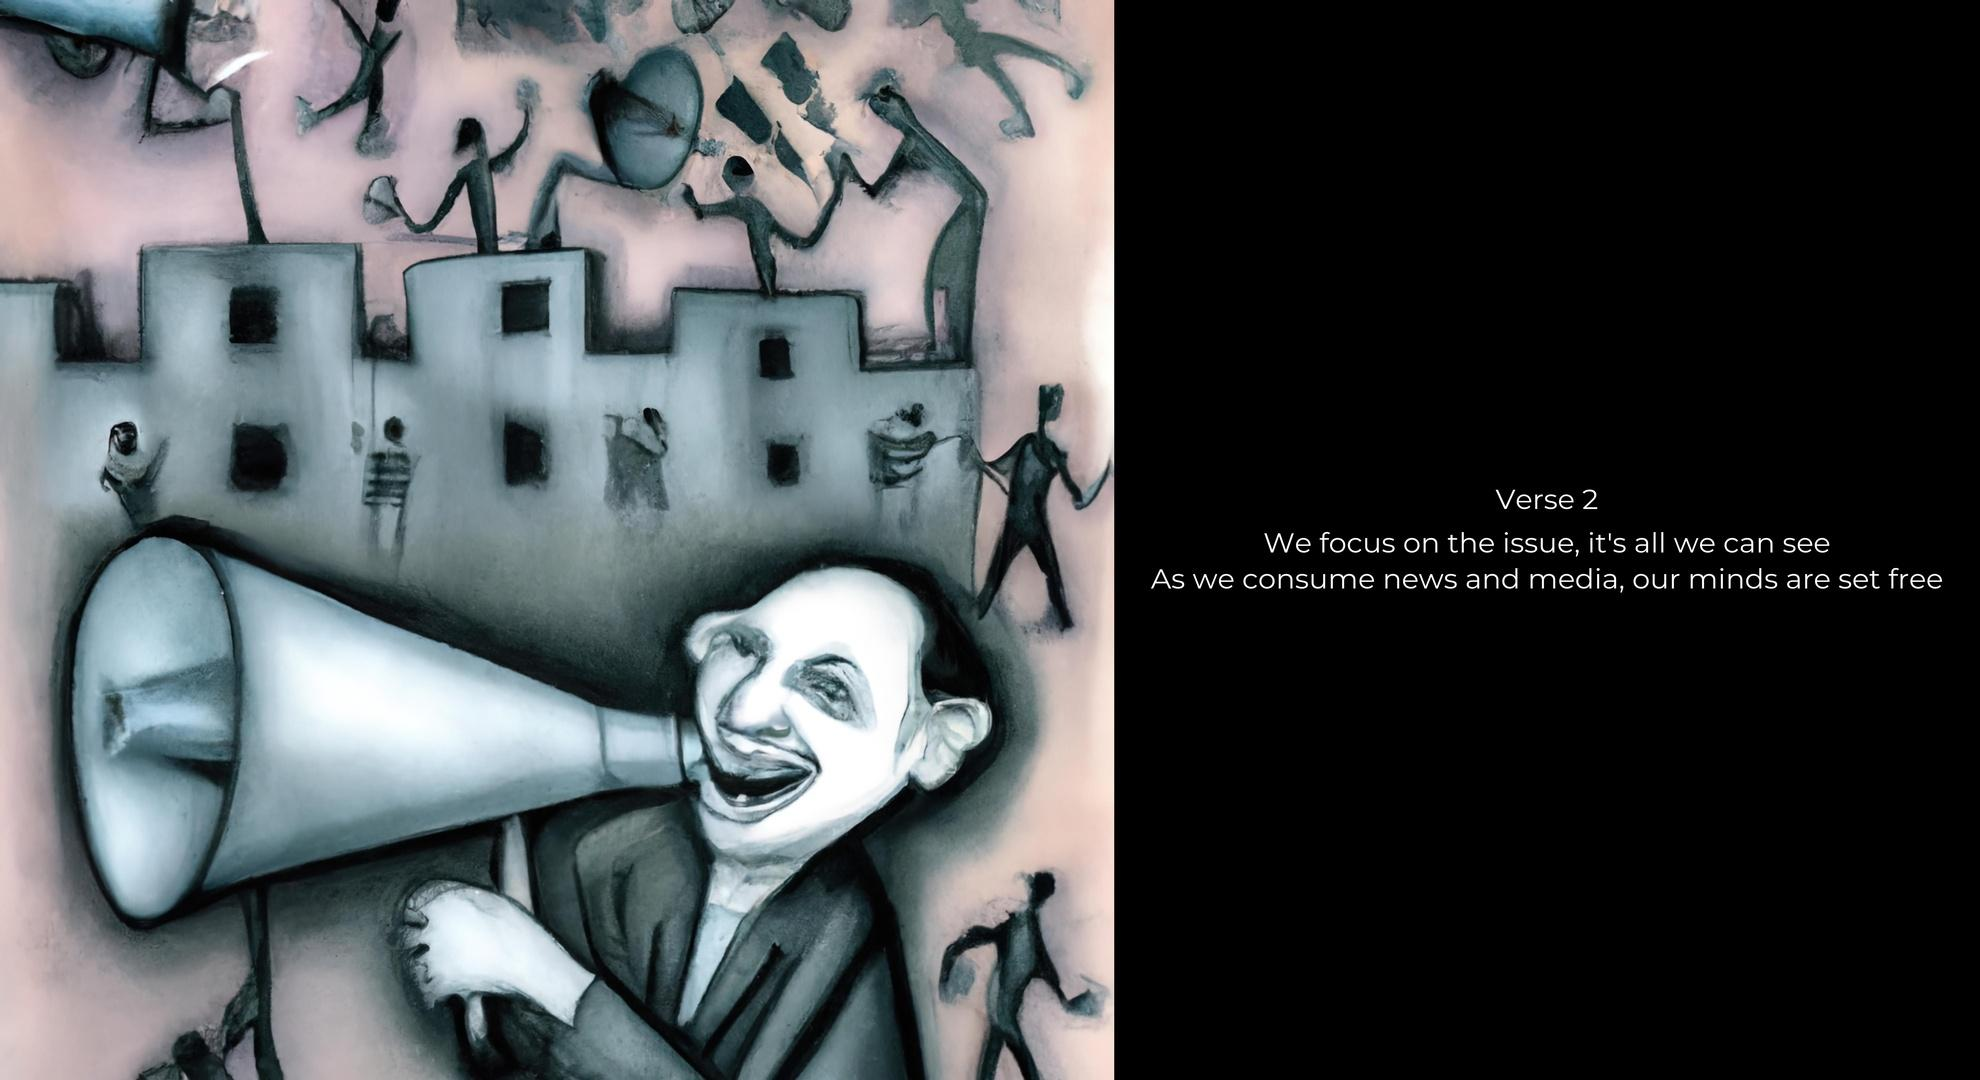 Verse 2
We focus on the issue, it's all we can see
As we consume news and media, our minds are set free